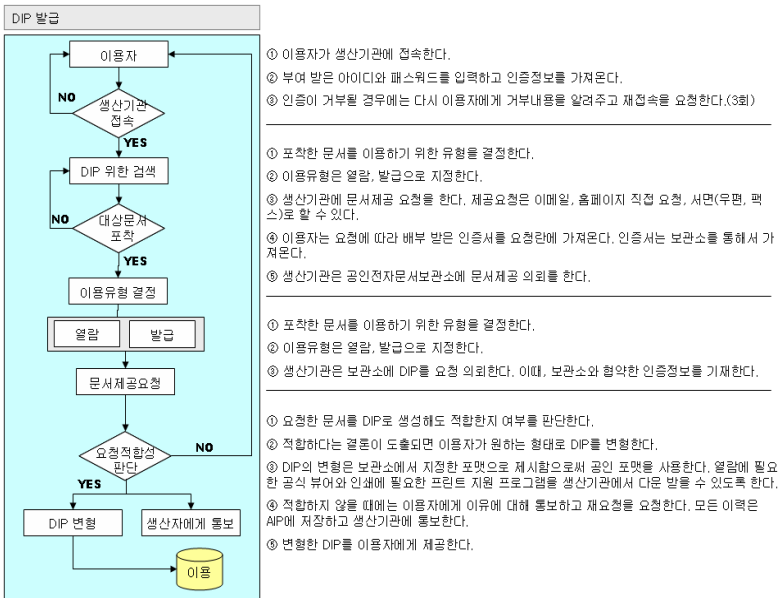 DIP 발급
이용자
NO
생산기관
접속
YES
DIP 위한 검색
NO
대상문서
포착
YES
이용유형 결정
열람
발급
문서제공요청
요청적합성
판단
NO
YES
DIP 변형
생산자에게 통보
이용
① 이용자가 생산기관에 접속한다.
② 부여 받은 아이디와 패스워드를 입력하고 인증정보를 가져온다.
③ 인증이 거부될 경우에는 다시 이용자에게 거부내용을 알려주고 재접속을 요청한다.(3회)
① 포착한 문서를 이용하기 위한 유형을 결정한다.
② 이용유형은 열람, 발급으로 지정한다.
③ 생산기관에 문서제공 요청을 한다. 제공요청은 이메일, 홈페이지 직접 요청, 서면(우편, 팩
스)로 할 수 있다.
④ 이용자는 요청에 따라 배부 받은 인증서를 요청란에 가져온다. 인증서는 보관소를 통해서 가
져온다.
⑤ 생산기관은 공인전자문서보관소에 문서제공 의뢰를 한다.
① 포착한 문서를 이용하기 위한 유형을 결정한다.
② 이용유형은 열람, 발급으로 지정한다.
③ 생산기관은 보관소에 DIP를 요청 의뢰한다. 이때, 보관소와 협약한 인증정보를 기재한다.
① 요청한 문서를 DIP로 생성해도 적합한지 여부를 판단한다.
② 적합하다는 결론이 도출되면 이용자가 원하는 형태로 DIP를 변형한다.
③ DIP의 변형은 보관소에서 지정한 포맷으로 제시함으로써 공인 포맷을 사용한다. 열람에 필요
한 공식 뷰어와 인쇄에 필요한 프린트 지원 프로그램을 생산기관에서 다운 받을 수 있도록 한다.
④ 적합하지 않을 때에는 이용자에게 이유에 대해 통보하고 재요청을 요청한다. 모든 이력은
AIP에 저장하고 생산기관에 통보한다.
⑤ 변형한 DIP를 이용자에게 제공한다.